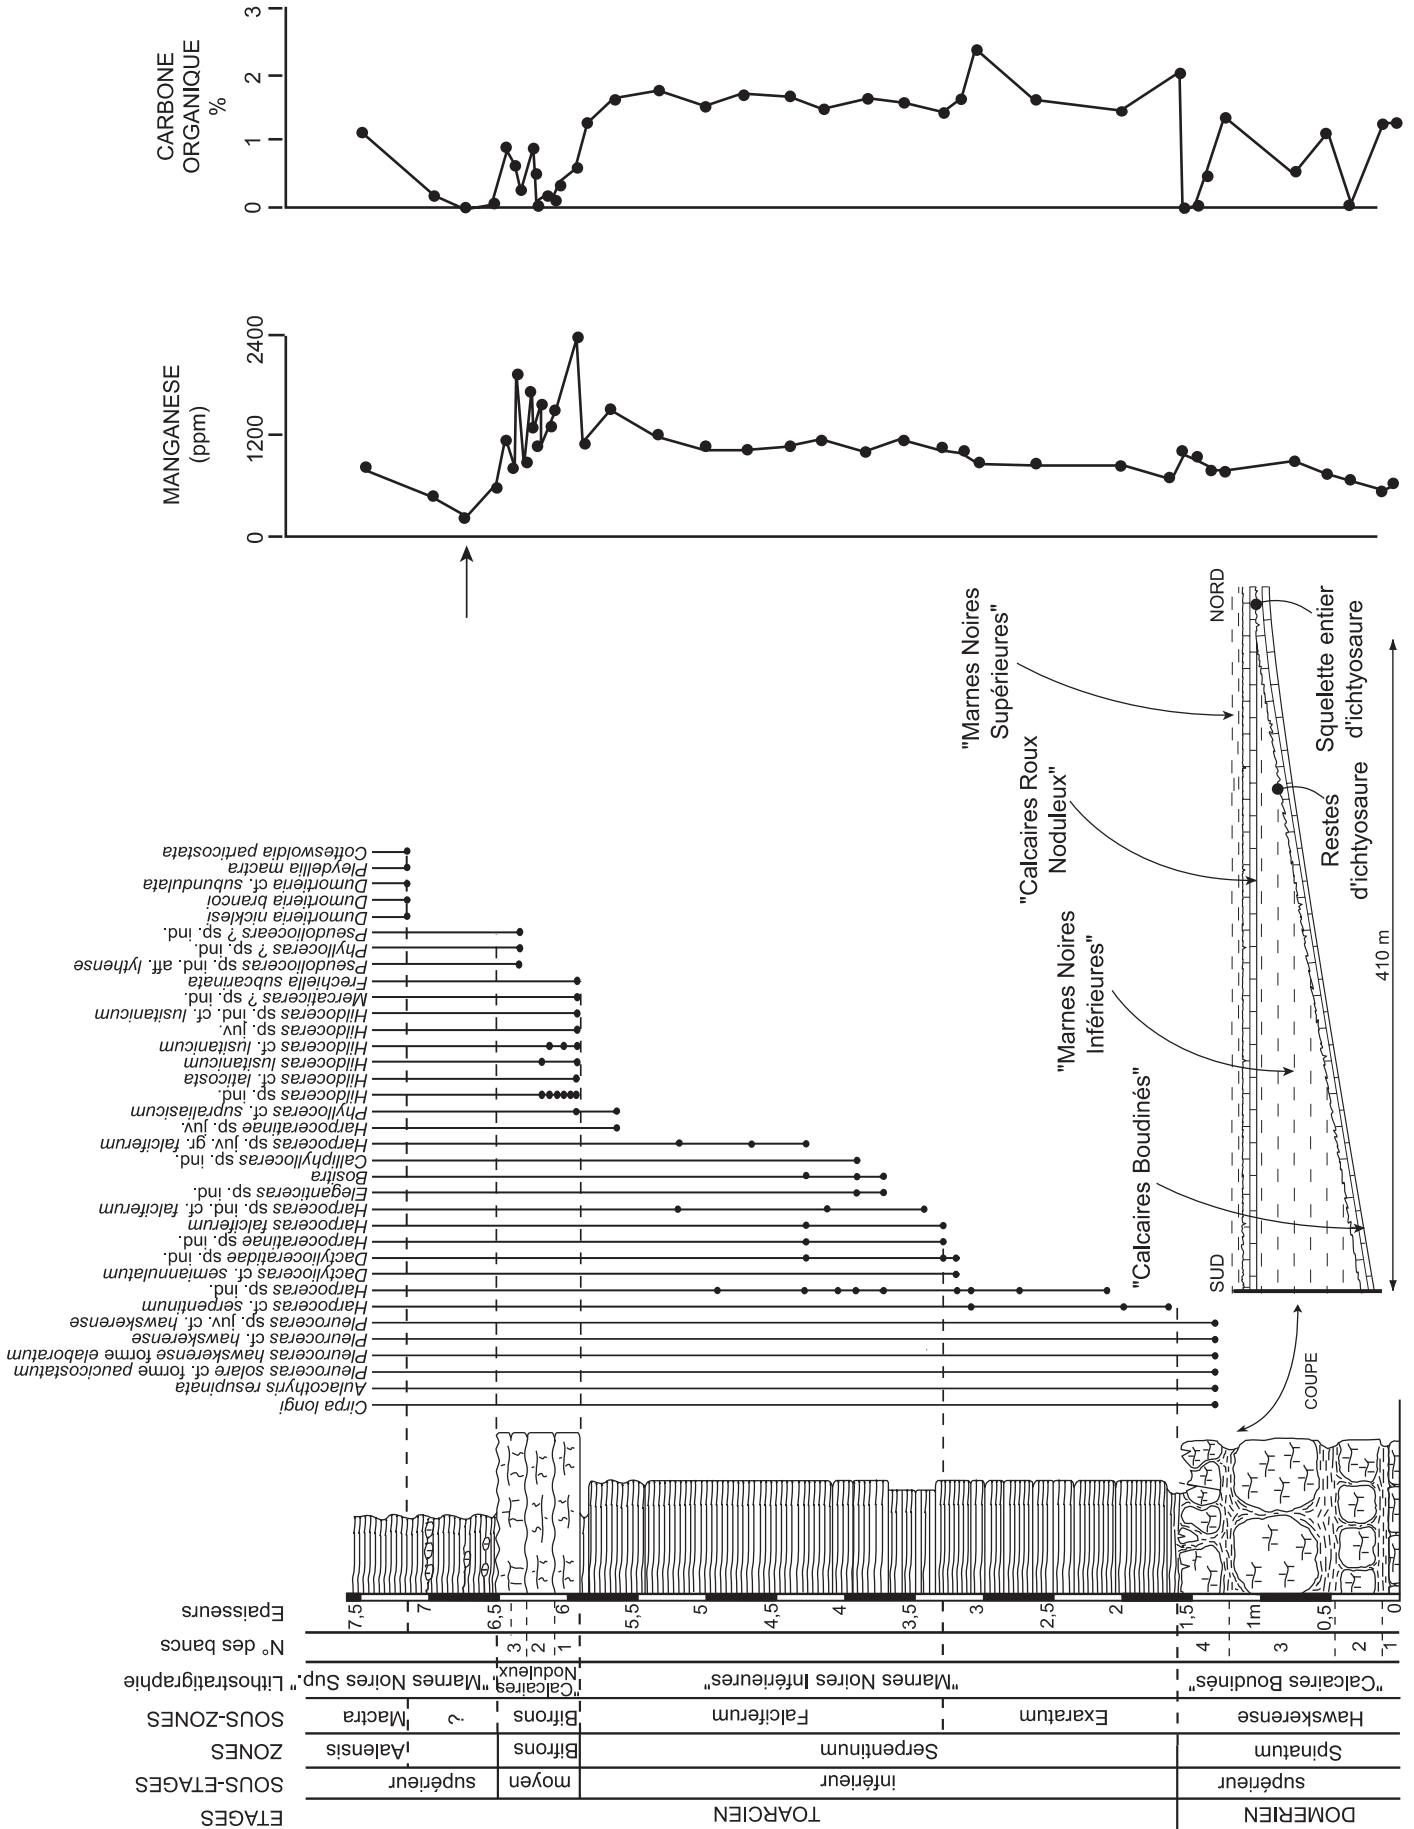 CARBONE
ORGANIQUE
%
3
2
1
0
MANGANESE
(ppm)
2400
1200
0
NORD
"Marnes Noires
Supérieures"
Squelette entier
d'ichtyosaure
"Calcaires Roux
Noduleux"
Restes
d'ichtyosaure
"Marnes Noires
Inférieures"
410 m
"Calcaires Boudinés"
SUD
COUPE
Cotteswoldia particostata
Pleydellia mactra
Dumortieria cf. subundulata
Dumortieria brancoi
Dumortieria nicklesi
Pseudoliocears ? sp. ind.
Phylloceras ? sp. ind.
Pseudolioceras sp. ind. aff. lythense
Frechiella subcarinata
Mercaticeras ? sp. ind.
Hildoceras sp. ind. cf. lusitanicum
Hildoceras sp. juv.
Hildoceras cf. lusitanicum
Hildoceras lusitanicum
Hildoceras cf. laticosta
Hildoceras sp. ind.
Phylloceras cf. supraliasicum
Harpoceratinae sp. juv.
Harpoceras sp. juv. gr. falciferum
Calliphylloceras sp. ind.
Bositra
Eleganticeras sp. ind.
Harpoceras sp. ind. cf. falciferum
Harpoceras falciferum
Harpoceratinae sp. ind.
Dactylioceratidae sp. ind.
Dactylioceras cf. semiannulatum
Harpoceras sp. ind.
Harpoceras cf. serpentinum
Pleuroceras sp. juv. cf. hawskerense
Pleuroceras cf. hawskerense
Pleuroceras hawskerense forme elaboratum
Pleuroceras solare cf. forme paucicostatum
Aulacothyris resupinata
Cirpa longi
Epaisseurs
7,5
7
6,5
6
5,5
5
4,5
4
3,5
3
2,5
2
1,5
1m
0,5
0
N° des bancs
3
2
1
4
3
2
1
Lithostratigraphie
"Marnes Noires Sup."
"Calcaires
Noduleux"
"Marnes Noires Inférieures"
"Calcaires Boudinés"
SOUS-ZONES
Mactra
?
Bifrons
Falciferum
Exaratum
Hawskerense
ZONES
Aalensis
Bifrons
Serpentinum
Spinatum
SOUS-ETAGES
supérieur
moyen
inférieur
supérieur
ETAGES
TOARCIEN
DOMERIEN